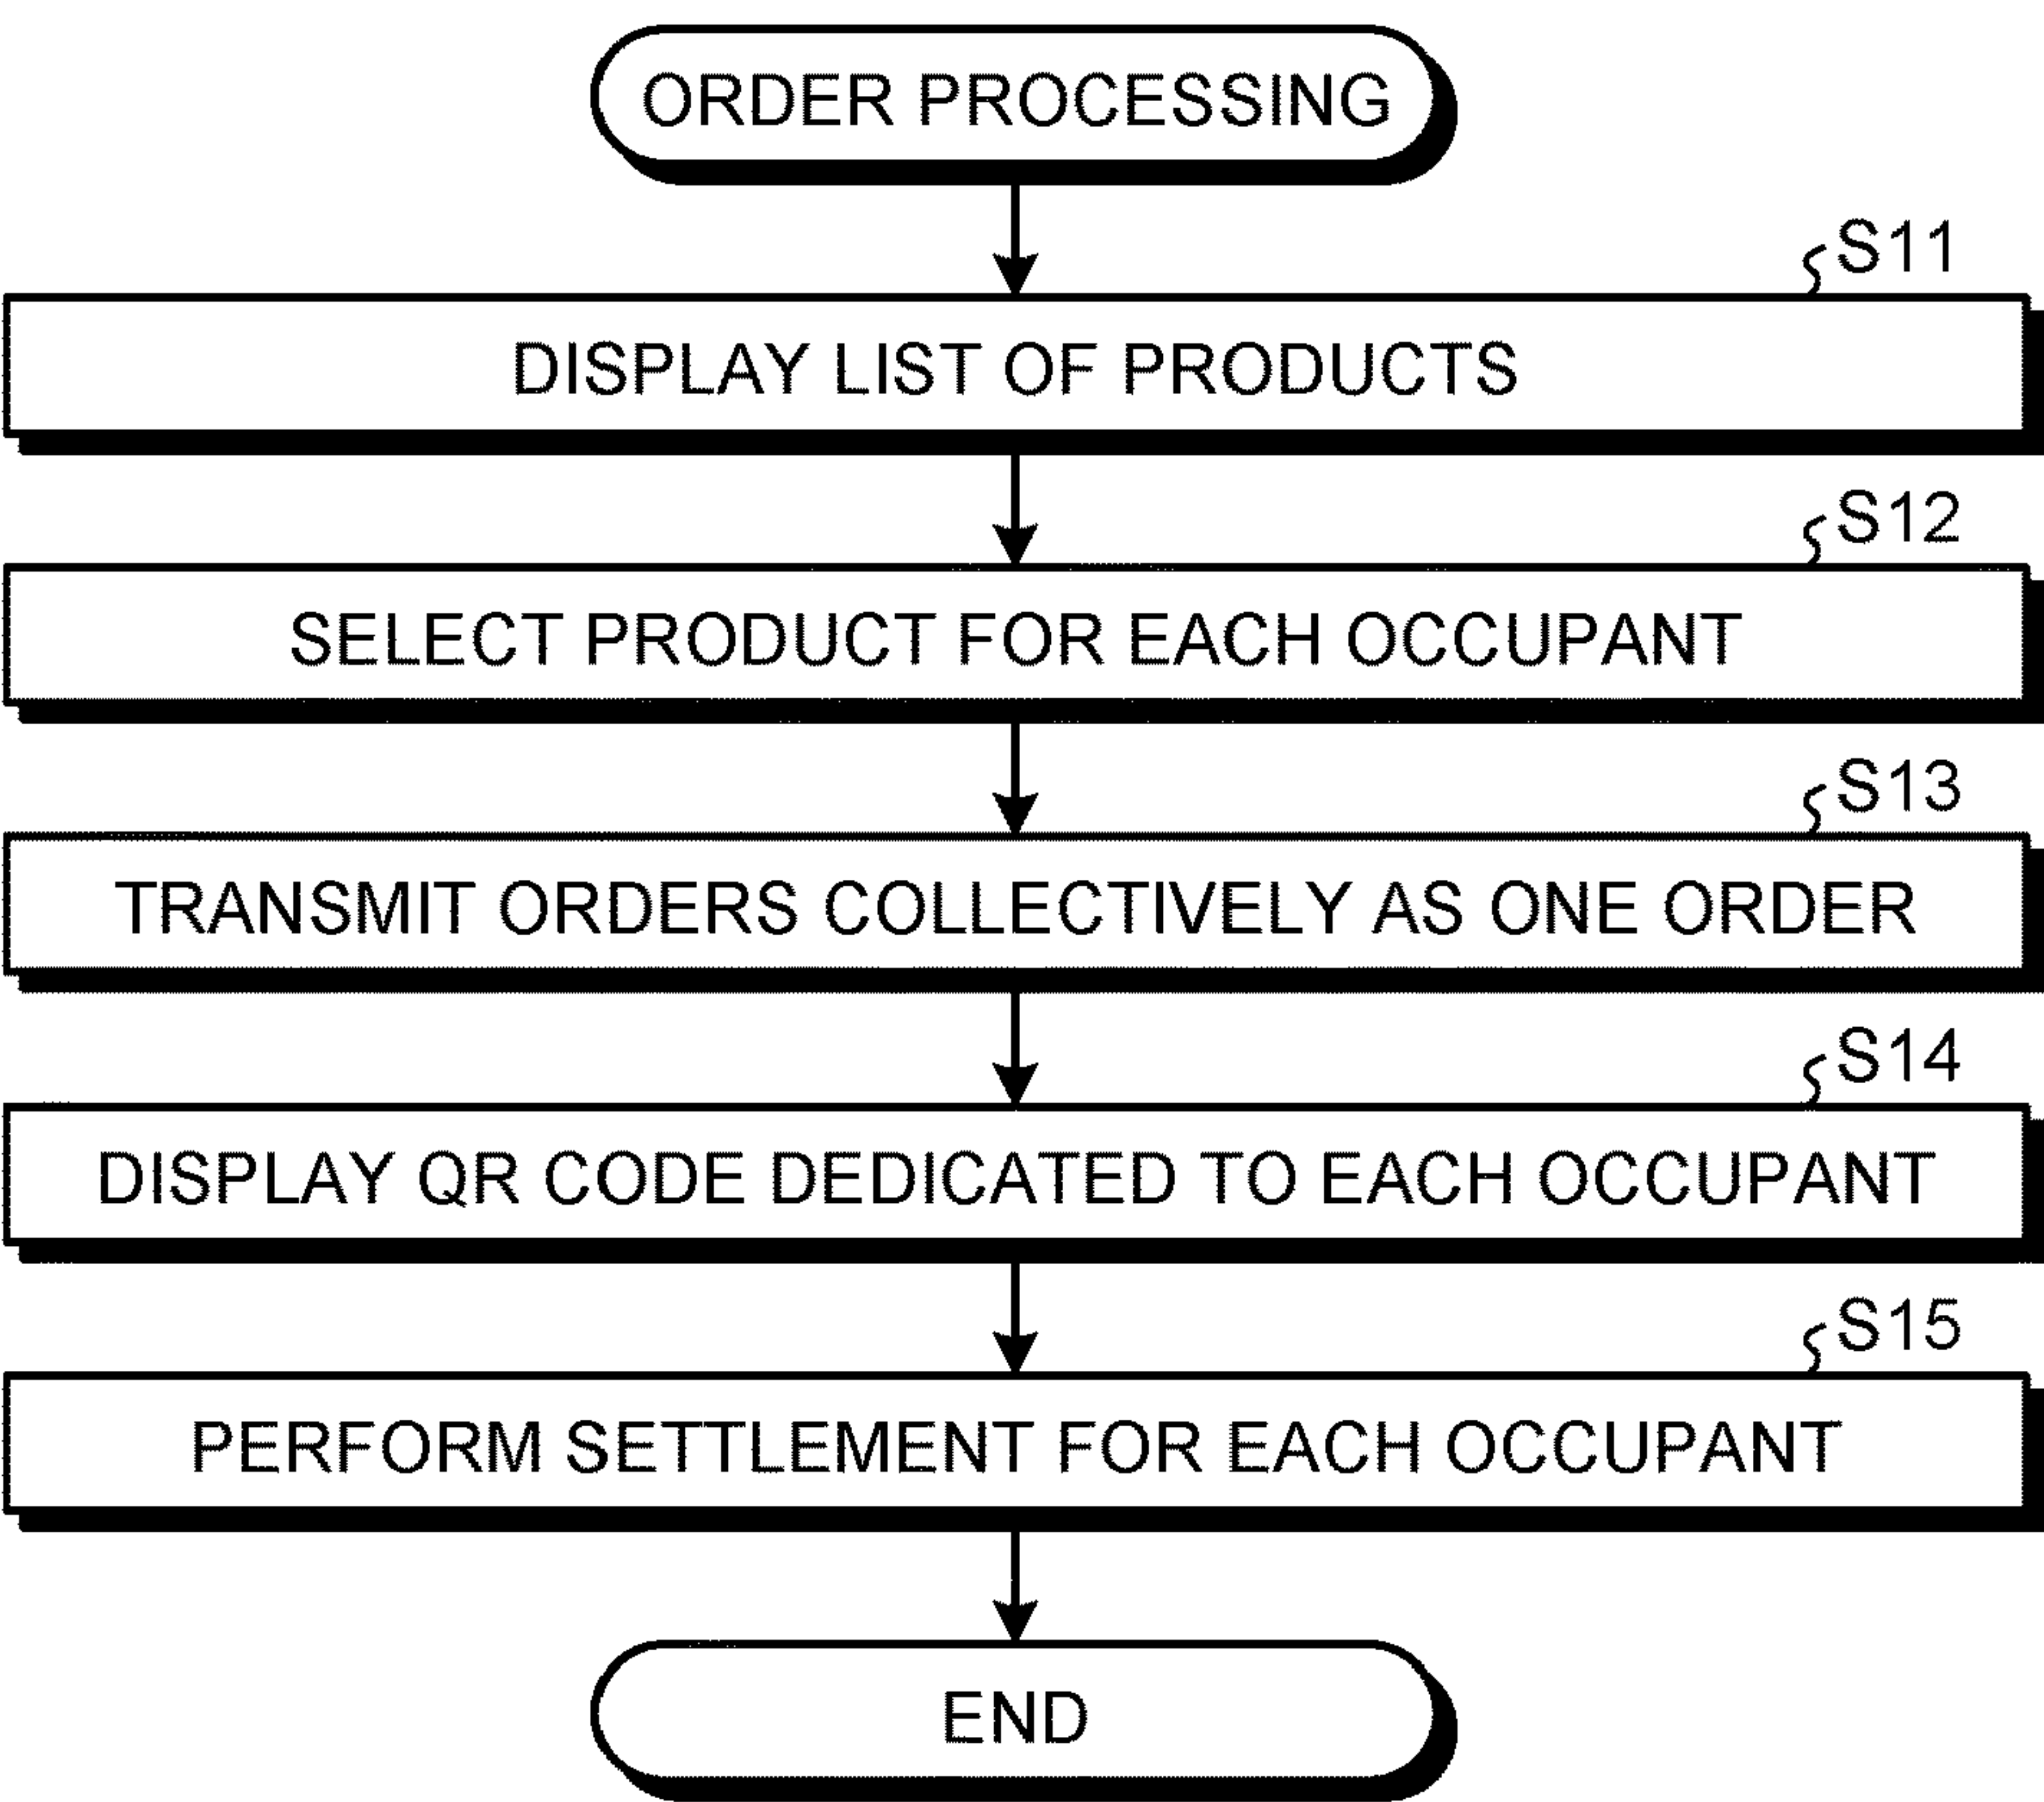 ORDER PROCESSING
S11
DISPLAY LIST OF PRODUCTS
S12
SELECT PRODUCT FOR EACH OCCUPANT
S13
TRANSMIT ORDERS COLLECTIVELY AS ONE ORDER
S14
DISPLAY QR CODE DEDICATED TO EACH OCCUPANT
S15
PERFORM SETTLEMENT FOR EACH OCCUPANT
END